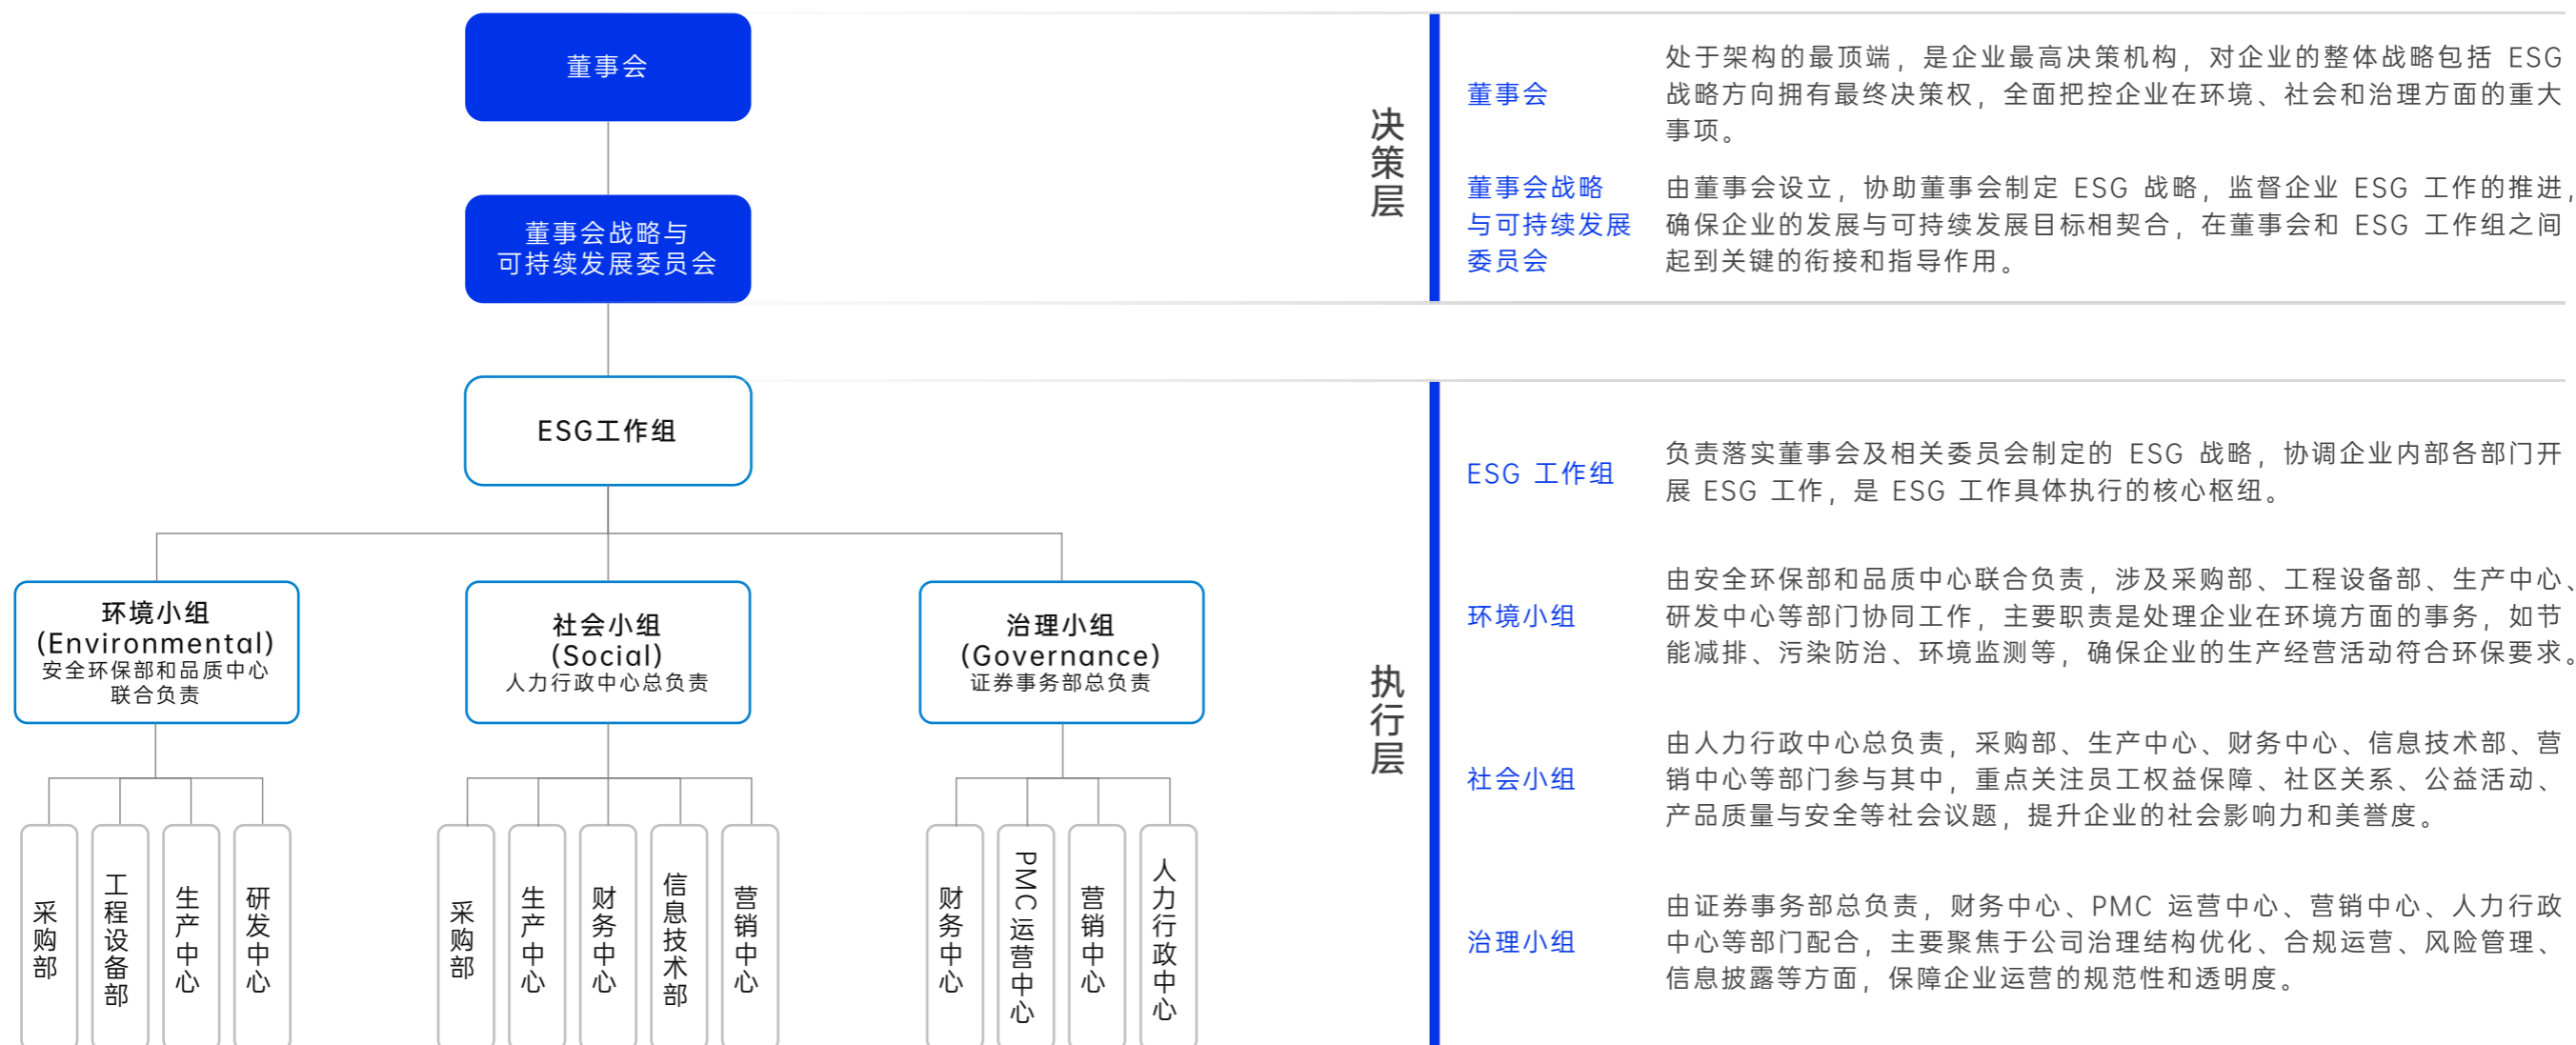 董事会
董事会战略与
可持续发展委员会
ESG工作组
环境小组
(Environmental)
安全环保部和品质中心
联合负责
社会小组
(Social)
人力行政中心总负责
治理小组
(Governance)
证券事务部总负责
采购部
工程设备部
生产中心
研发中心
采购部
生产中心
财务中心
信息技术部
营销中心
财务中心
PMC 运营中心
营销中心
人力行政中心
决策层
董事会
处于架构的最顶端，是企业最高决策机构，对企业的整体战略包括 ESG
战略方向拥有最终决策权，全面把控企业在环境、社会和治理方面的重大
事项。
董事会战略
与可持续发展
委员会
由董事会设立，协助董事会制定 ESG 战略，监督企业 ESG 工作的推进，
确保企业的发展与可持续发展目标相契合，在董事会和 ESG 工作组之间
起到关键的衔接和指导作用。
执行层
ESG 工作组
负责落实董事会及相关委员会制定的 ESG 战略，协调企业内部各部门开
展 ESG 工作，是 ESG 工作具体执行的核心枢纽。
环境小组
由安全环保部和品质中心联合负责，涉及采购部、工程设备部、生产中心、
研发中心等部门协同工作，主要职责是处理企业在环境方面的事务，如节
能减排、污染防治、环境监测等，确保企业的生产经营活动符合环保要求。
社会小组
由人力行政中心总负责，采购部、生产中心、财务中心、信息技术部、营
销中心等部门参与其中，重点关注员工权益保障、社区关系、公益活动、
产品质量与安全等社会议题，提升企业的社会影响力和美誉度。
治理小组
由证券事务部总负责，财务中心、PMC 运营中心、营销中心、人力行政
中心等部门配合，主要聚焦于公司治理结构优化、合规运营、风险管理、
信息披露等方面，保障企业运营的规范性和透明度。